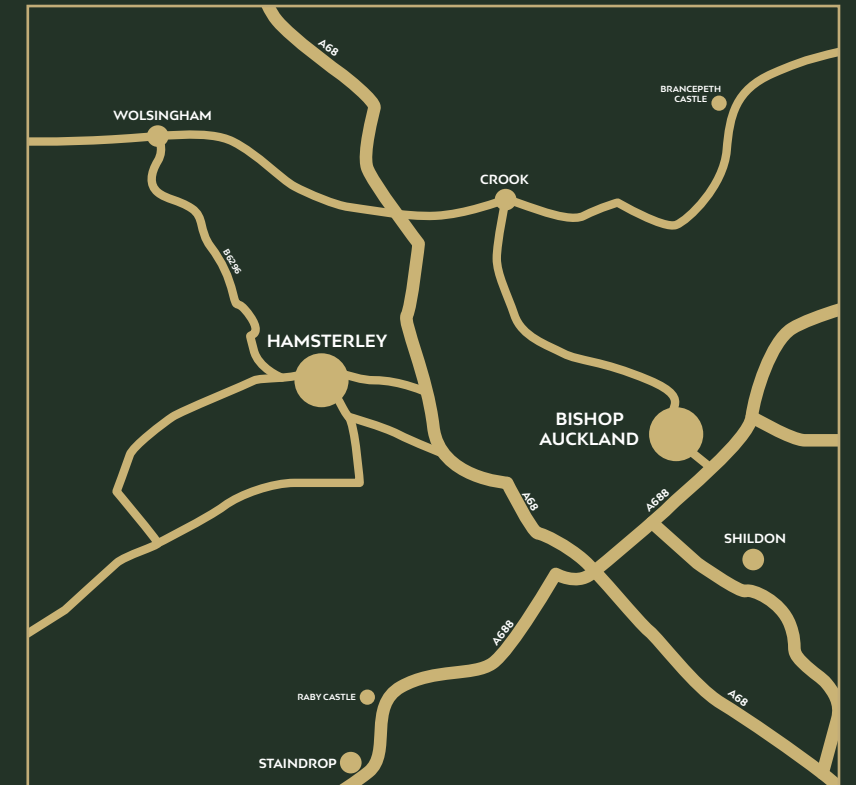 A68
BRANCEPETH
CASTLE
WOLSINGHAM
CROOK
B6296
HAMSTERLEY
BISHOP
AUCKLAND
A688
A68
SHILDON
A688
RABY CASTLE
A68
STAINDROP